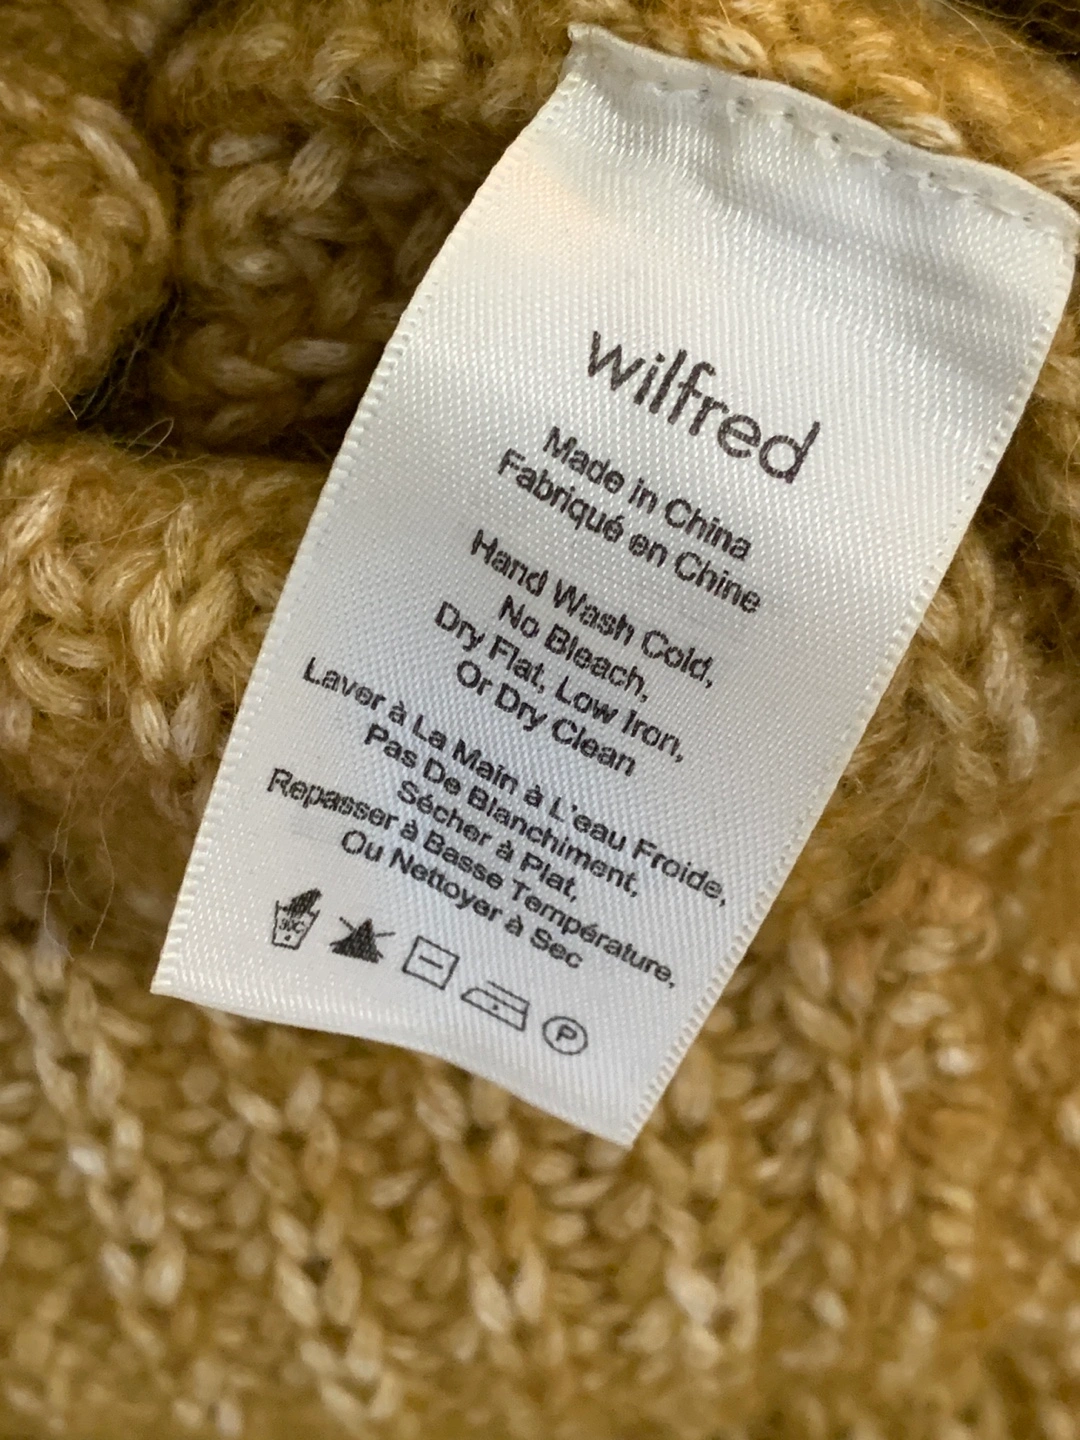 wilfred
Made in China
Fabriqué en Chine
Hand Wash Cold,
No Bleach,
Dry Flat, Low Iron,
Or Dry Clean
Laver à La Main à L'eau Froide,
Pas De Blanchiment,
Sécher à Plat,
Repasser à Basse Température,
Ou Nettoyer à Sec
30C
P